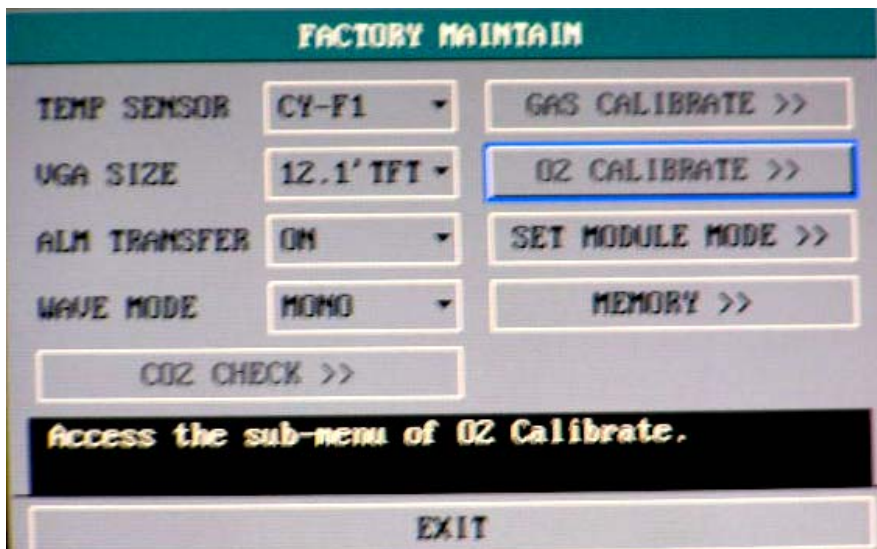 FACTORY MAINTAIN
TEMP SENSOR CY-F1 GAS CALIBRATE >>
VGA SIZE 12.1' TFT O2 CALIBRATE >>
ALM TRANSFER ON SET MODULE MODE >>
WAVE MODE MONO MEMORY >>
CO2 CHECK >>
Access the sub-menu of O2 Calibrate.
EXIT